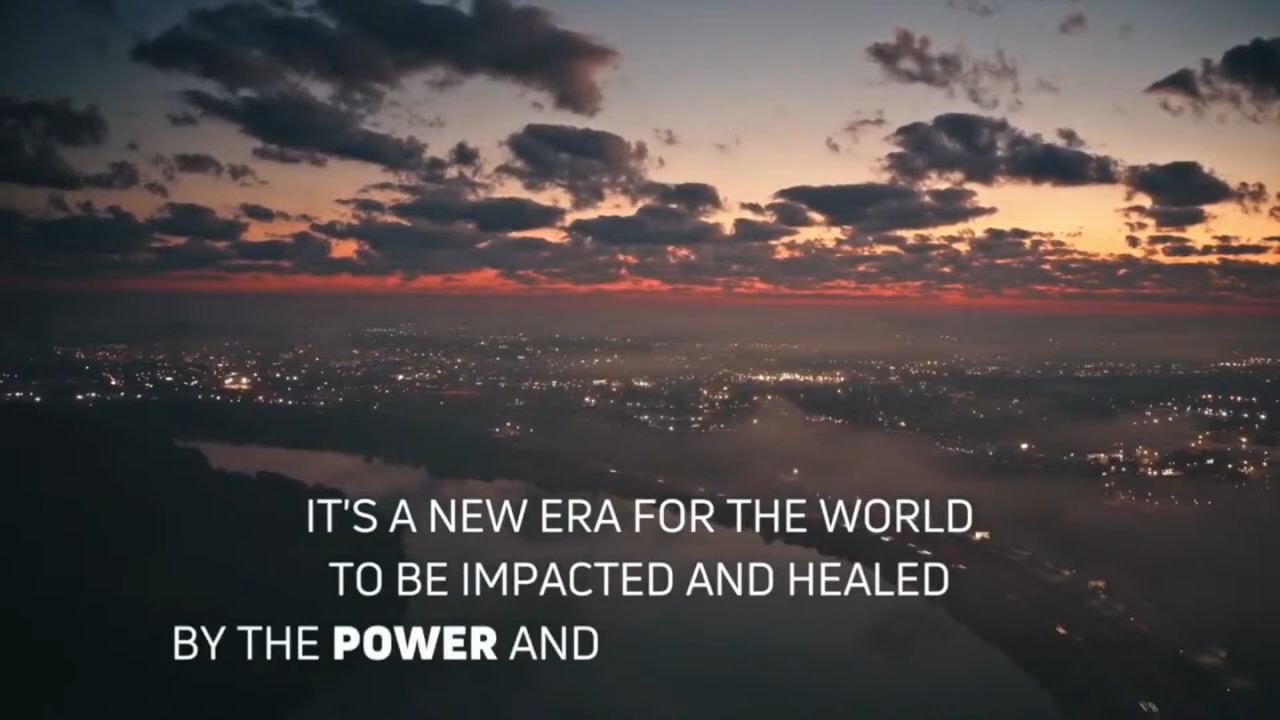 IT'S A NEW ERA FOR THE WORLD
TO BE IMPACTED AND HEALED
BY THE POWER AND